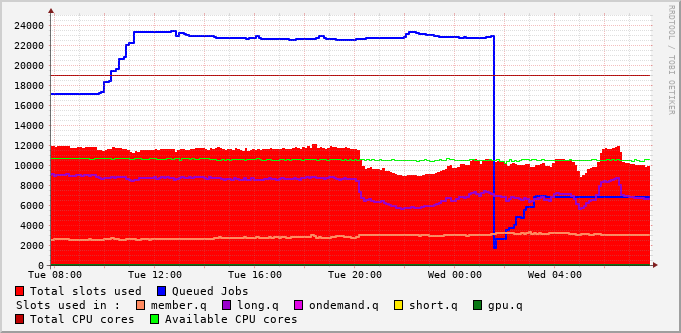 RRDTOOL / TOBI OETIKER
24000
22000
20000
18000
16000
14000
12000
10000
8000
6000
4000
2000
0
Tue 08:00 Tue 12:00 Tue 16:00 Tue 20:00 Wed 00:00 Wed 04:00
Total slots used Queued Jobs
Slots used in : member.q long.q ondemand.q short.q gpu.q
Total CPU cores Available CPU cores